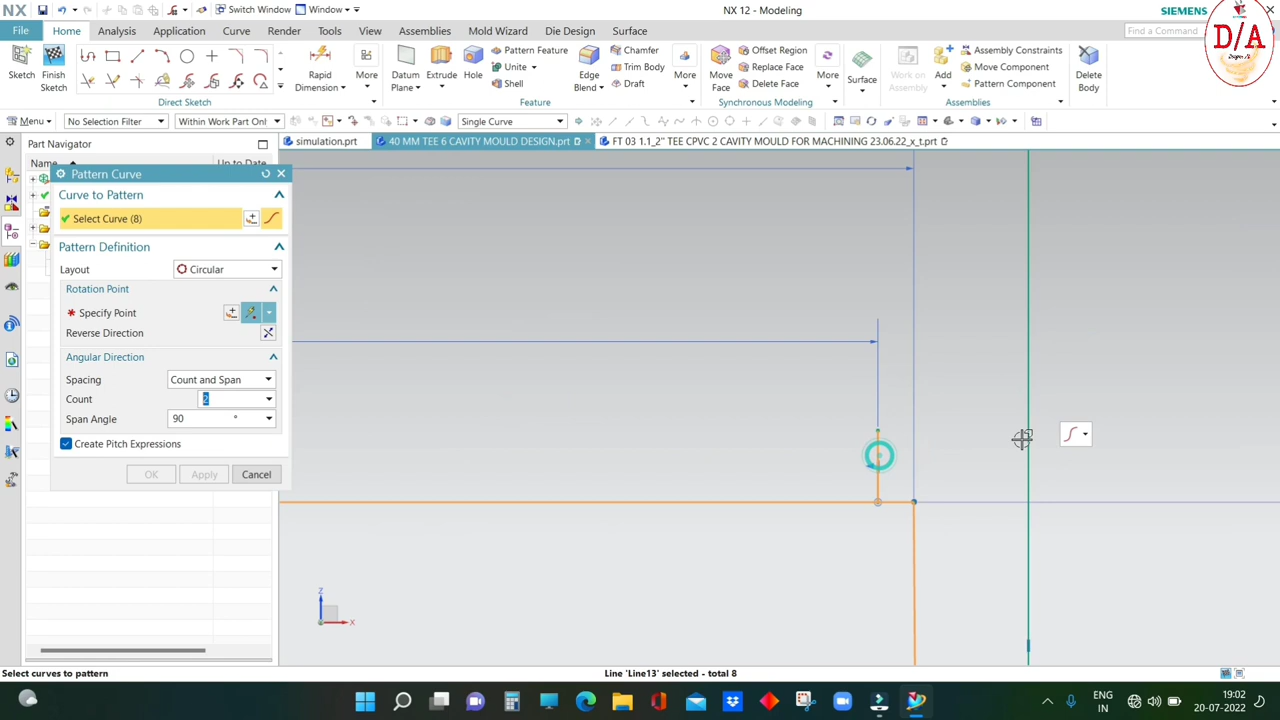 NX
Switch Window
Window
NX 12 - Modeling
SIEMENS
D/A
File
Home
Analysis
Application
Curve
Render
Tools
View
Assemblies
Mold Wizard
Die Design
Surface
Find a Command
Sketch
Finish Sketch
Rapid Dimension
More
Datum Plane
Extrude
Hole
Pattern Feature
Unite
Shell
Edge Blend
Chamfer
Trim Body
Draft
More
Move Face
Offset Region
Replace Face
Delete Face
More
Surface
Work on Assembly
Add
Assembly Constraints
Move Component
Pattern Component
Delete Body
Direct Sketch
Feature
Synchronous Modeling
Assemblies
Menu
No Selection Filter
Within Work Part Onl
Single Curve
Part Navigator
simulation.prt
40 MM TEE 6 CAVITY MOULD DESIGN.prt
FT 03 1.1_2" TEE CPVC 2 CAVITY MOULD FOR MACHINING 23.06.22_x_t.prt
Name
Up to Date
Pattern Curve
Curve to Pattern
Select Curve (8)
Pattern Definition
Layout
Circular
Rotation Point
* Specify Point
Reverse Direction
Angular Direction
Spacing
Count and Span
Count
2
Span Angle
90
°
Create Pitch Expressions
OK
Apply
Cancel
Z
X
Select curves to pattern
Line 'Line13' selected - total 8
ENG
IN
19:02
20-07-2022